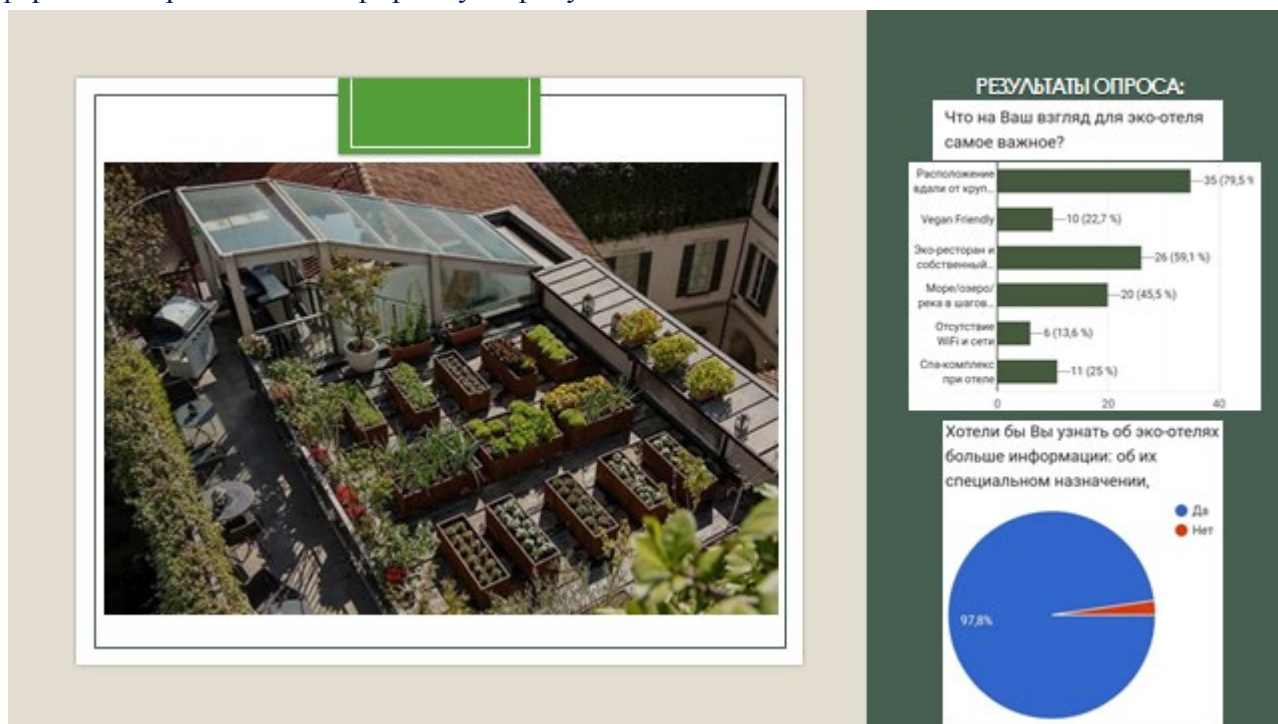 РЕЗУЛЬТАТЫ ОПРОСА:
Что на Ваш взгляд для эко-отеля
самое важное?
Расположение
вдали от круп...
35 (79,5 %
Vegan Friendly
10 (22,7 %)
Эко-ресторан и
собственный...
26 (59,1 %)
Море/озеро/
река в шагов...
20 (45,5 %)
Отсутствие
WiFi и сети
6 (13,6 %)
Спа-комплекс
при отеле
11 (25 %)
0 20 40
Хотели бы Вы узнать об эко-отелях
больше информации: об их
специальном назначении,
Да
Нет
97,8%